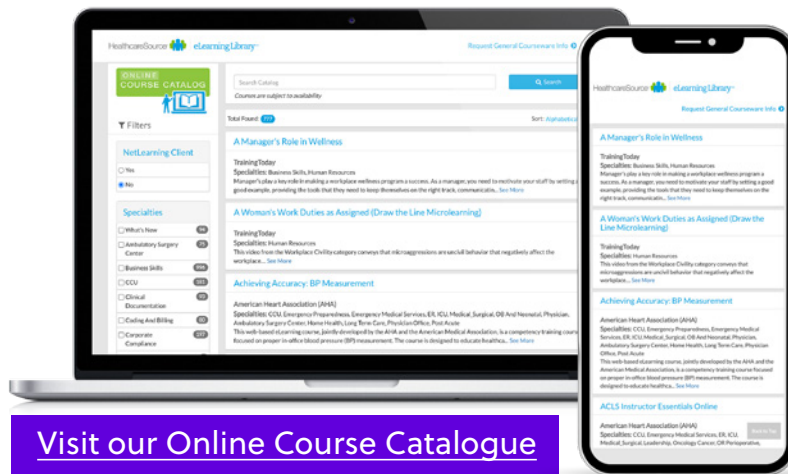 HealthcareSource eLearning Library
Request General Courseware Info
ONLINE
COURSE CATALOG
Search Catalog
Search
Courses are subject to availability
Filters
Total Found:
Sort: Alphabetical
NetLearning Client
Yes
No
Specialties
What's New
Ambulatory Surgery
Center
Business Skills
CCU
Clinical
Documentation
Coding And Billing
Corporate
Compliance
A Manager's Role in Wellness
TrainingToday
Specialties: Business Skills, Human Resources
Manager's play a key role in making a workplace wellness program a success. As a manager, you need to motivate your staff by setting a
good example, providing the tools that they need to keep themselves on the right track, communicatin... See More
A Woman's Work Duties as Assigned (Draw the Line Microlearning)
TrainingToday
Specialties: Human Resources
This video from the Workplace Civility category conveys that microaggressions are uncivil behavior that negatively affect the
workplace... See More
Achieving Accuracy: BP Measurement
American Heart Association (AHA)
Specialties: CCU, Emergency Preparedness, Emergency Medical Services, ER, ICU, Medical, Surgical, OB And Neonatal, Physician,
Ambulatory Surgery Center, Home Health, Long Term Care, Physician Office, Post Acute
This web-based eLearning course, jointly developed by the AHA and the American Medical Association, is a competency training course
focused on proper in-office blood pressure (BP) measurement. The course is designed to educate healthca... See More
HealthcareSource eLearning Library
Request General Courseware Info
A Manager's Role in Wellness
TrainingToday
Specialties: Business Skills, Human Resources
Manager's play a key role in making a workplace wellness program a
success. As a manager, you need to motivate your staff by setting a good
example, providing the tools that they need to keep themselves on the
right track, communicatin... See More
A Woman's Work Duties as Assigned (Draw the
Line Microlearning)
TrainingToday
Specialties: Human Resources
This video from the Workplace Civility category conveys that
microaggressions are uncivil behavior that negatively affect the
workplace... See More
Achieving Accuracy: BP Measurement
American Heart Association (AHA)
Specialties: CCU, Emergency Preparedness, Emergency Medical
Services, ER, ICU, Medical, Surgical, OB And Neonatal, Physician,
Ambulatory Surgery Center, Home Health, Long Term Care, Physician
Office, Post Acute
This web-based eLearning course, jointly developed by the AHA and the
American Medical Association, is a competency training course focused
on proper in-office blood pressure (BP) measurement. The course is
designed to educate healthca... See More
ACLS Instructor Essentials Online
American Heart Association (AHA)
Specialties: CCU, Emergency Medical Services, ER, ICU,
Medical, Surgical, Leadership, Oncology Cancer, OR Perioperative,
Back to Top
Visit our Online Course Catalogue